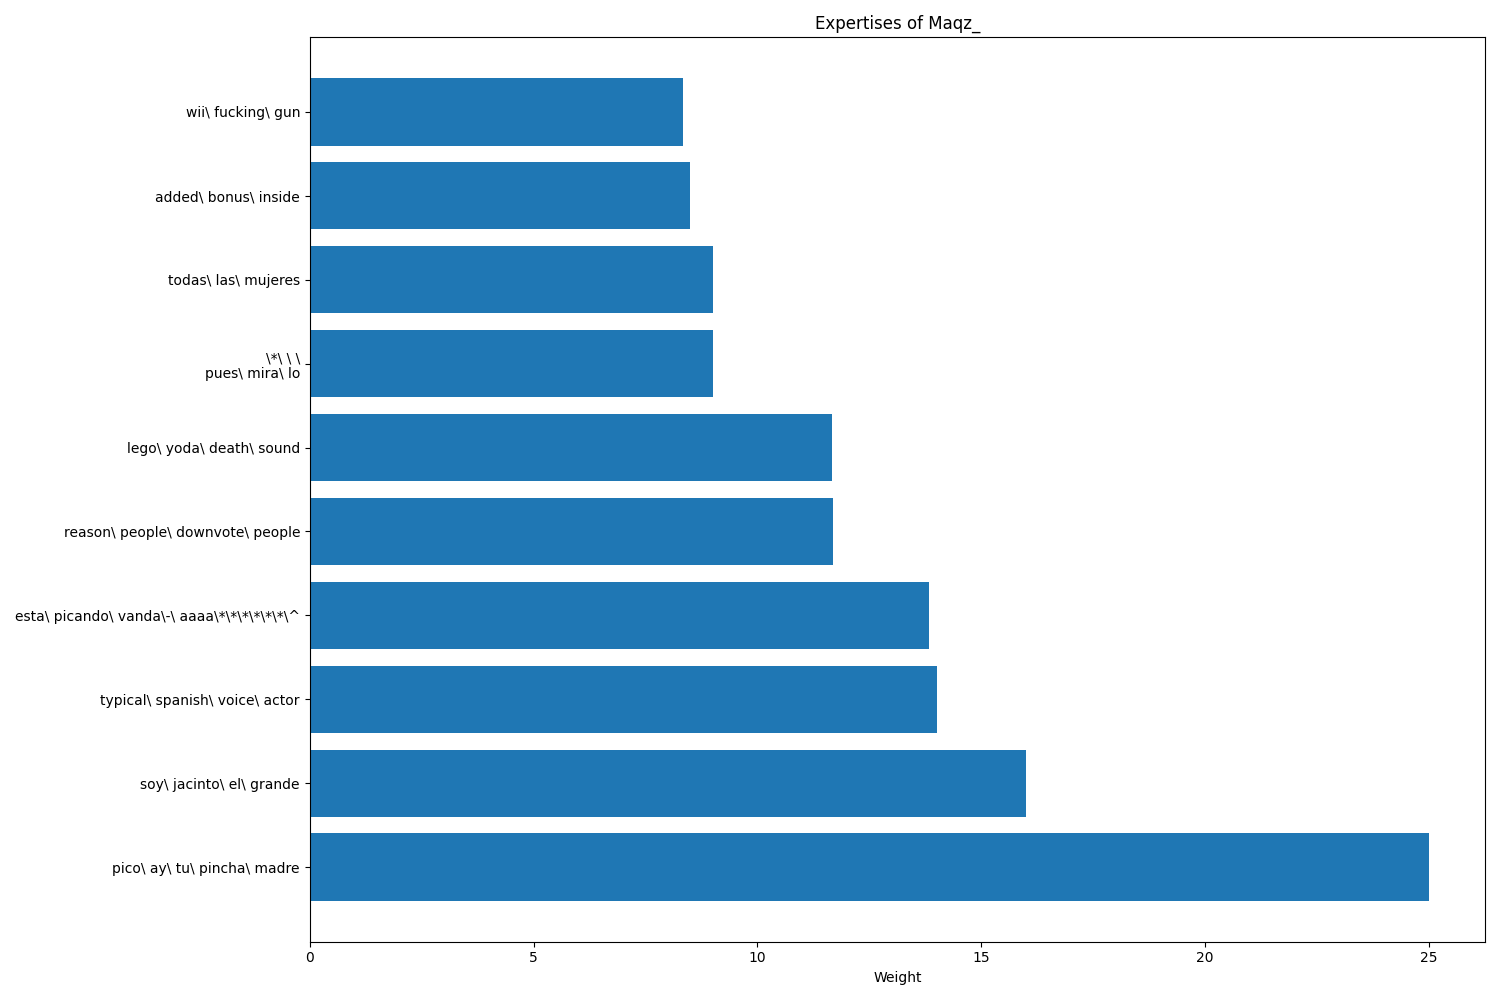 Expertises of Maqz_
wii\ fucking\ gun
added\ bonus\ inside
todas\ las\ mujeres
\*\ \ \
pues\ mira\ lo
lego\ yoda\ death\ sound
reason\ people\ downvote\ people
esta\ picando\ vanda\-\ aaaa\*\*\*\*\*\*\^
typical\ spanish\ voice\ actor
soy\ jacinto\ el\ grande
pico\ ay\ tu\ pincha\ madre
0 5 10 15 20 25
Weight